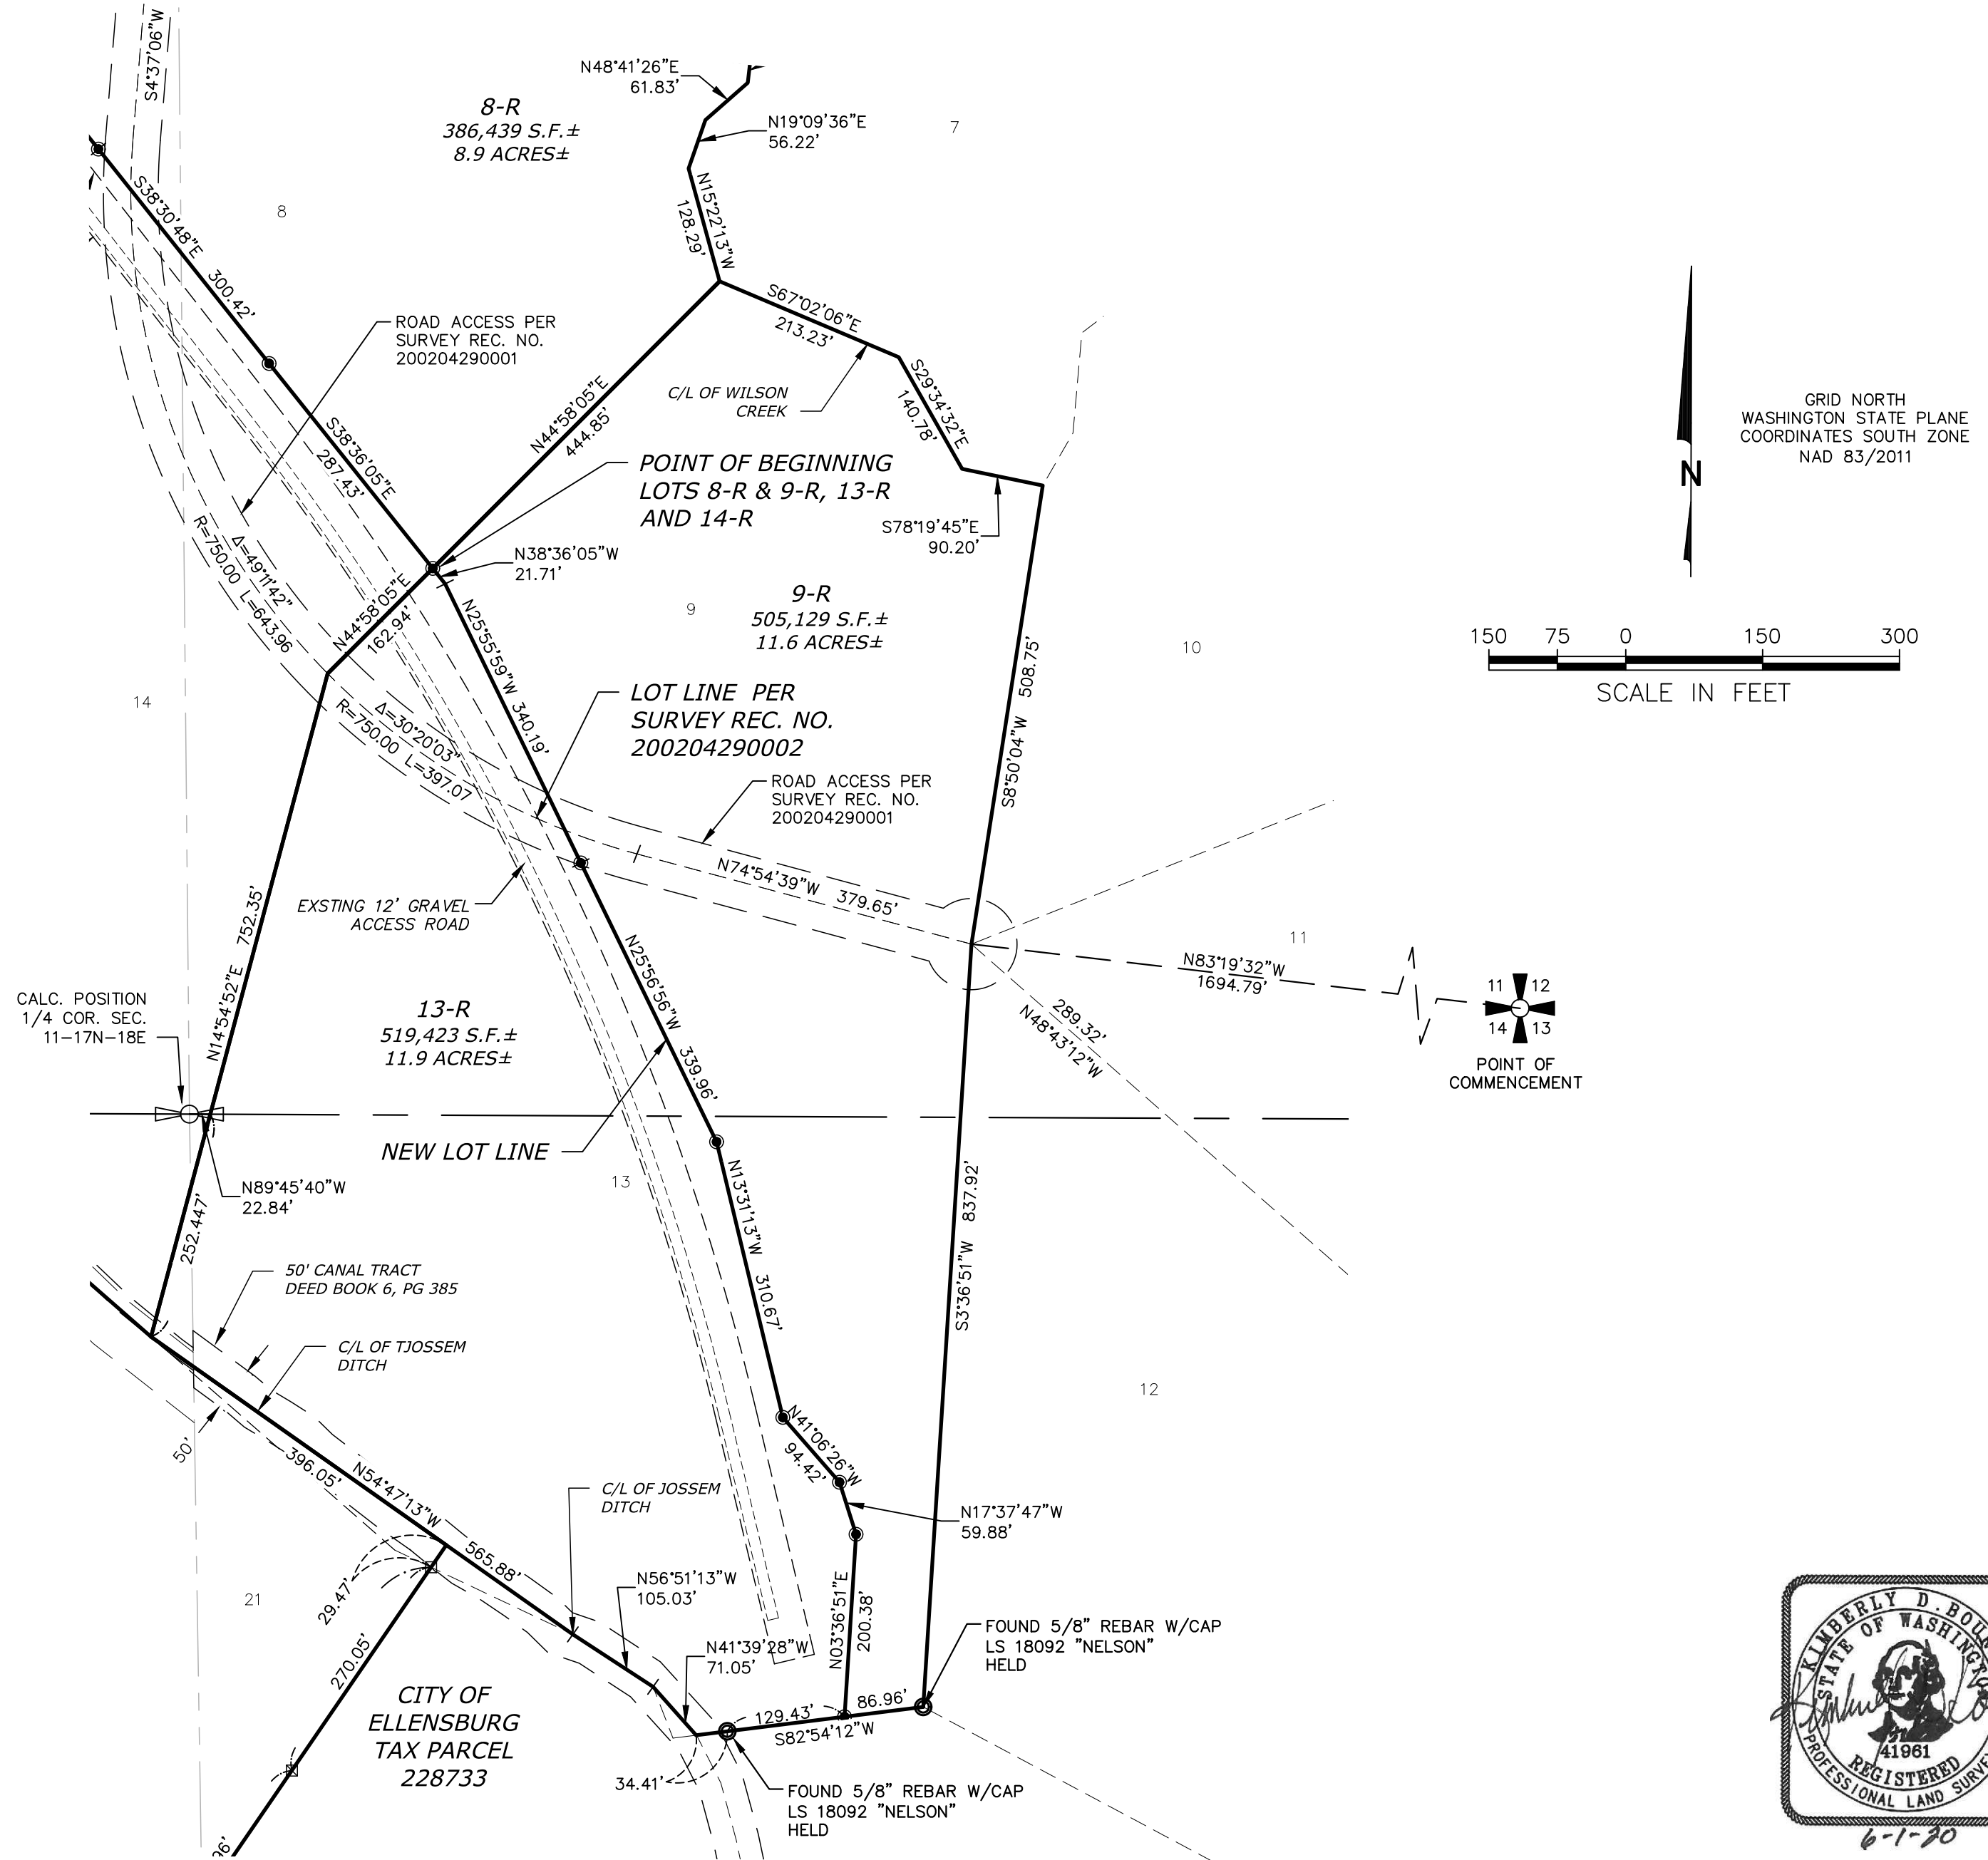 S4°37'06"W
N48°41'26"E
61.83'
8-R
386,439 S.F.±
8.9 ACRES±
N19°09'36"E
56.22'
7
N15°22'13"W
128.29'
8
S38°30'48"E
300.42'
ROAD ACCESS PER
SURVEY REC. NO.
200204290001
S67°02'06"E
213.23'
C/L OF WILSON
CREEK
S29°34'32"E
140.78'
N44°58'05"E
444.85'
S38°36'05"E
287.43'
POINT OF BEGINNING
LOTS 8-R & 9-R, 13-R
AND 14-R
S78°19'45"E
90.20'
N38°36'05"W
21.71'
Δ=49°11'42"
R=750.00 L=643.96
N44°58'05"E
162.94'
9-R
505,129 S.F.±
11.6 ACRES±
9
10
14
N25°55'59"W 340.19'
LOT LINE PER
SURVEY REC. NO.
200204290002
Δ=30°20'03"
R=750.00 L=397.07
S8°50'04"W 508.75'
ROAD ACCESS PER
SURVEY REC. NO.
200204290001
N74°54'39"W 379.65'
EXSTING 12' GRAVEL
ACCESS ROAD
N14°54'52"E 752.35'
N25°56'56"W 339.96'
11
N83°19'32"W
1694.79'
289.32'
N48°43'12"W
11 12
14 13
POINT OF
COMMENCEMENT
CALC. POSITION
1/4 COR. SEC.
11-17N-18E
13-R
519,423 S.F.±
11.9 ACRES±
NEW LOT LINE
13
N89°45'40"W
22.84'
252.447'
N13°31'13"W 310.67'
S3°36'51"W 837.92'
50' CANAL TRACT
DEED BOOK 6, PG 385
C/L OF TJOSSEM
DITCH
12
50'
396.05'
N54°47'13"W
565.88'
N41°06'26"W
94.42'
C/L OF JOSSEM
DITCH
N17°37'47"W
59.88'
29.47'
21
270.05'
N56°51'13"W
105.03'
N03°36'51"E
200.38'
N41°39'28"W
71.05'
FOUND 5/8" REBAR W/CAP
LS 18092 "NELSON"
HELD
129.43'
86.96'
S82°54'12"W
34.41'
CITY OF
ELLENSBURG
TAX PARCEL
228733
FOUND 5/8" REBAR W/CAP
LS 18092 "NELSON"
HELD
96'
N
GRID NORTH
WASHINGTON STATE PLANE
COORDINATES SOUTH ZONE
NAD 83/2011
150 75 0 150 300
SCALE IN FEET
KIMBERLY D.
STATE OF WASHINGTON
41961
REGISTERED
PROFESSIONAL LAND
6-1-20